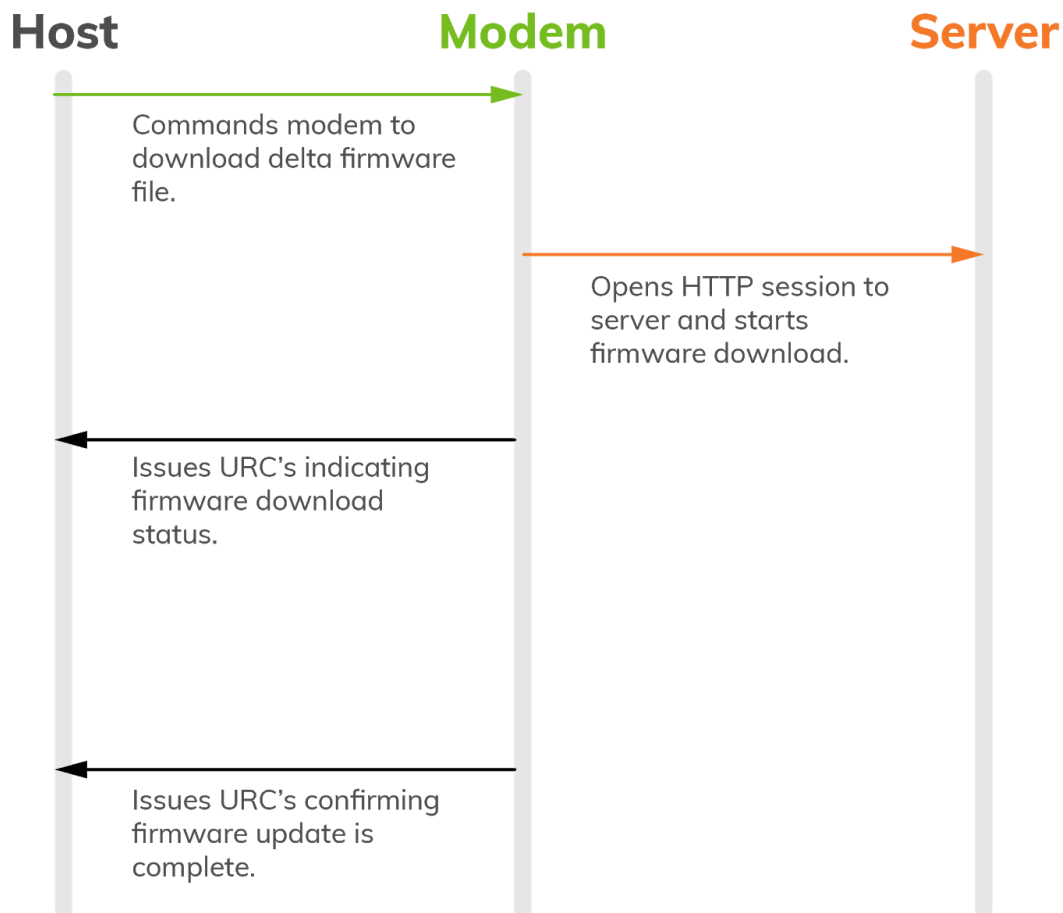 Host
Modem
Server
Commands modem to
download delta firmware
file.
Opens HTTP session to
server and starts
firmware download.
Issues URC’s indicating
firmware download
status.
Issues URC’s confirming
firmware update is
complete.